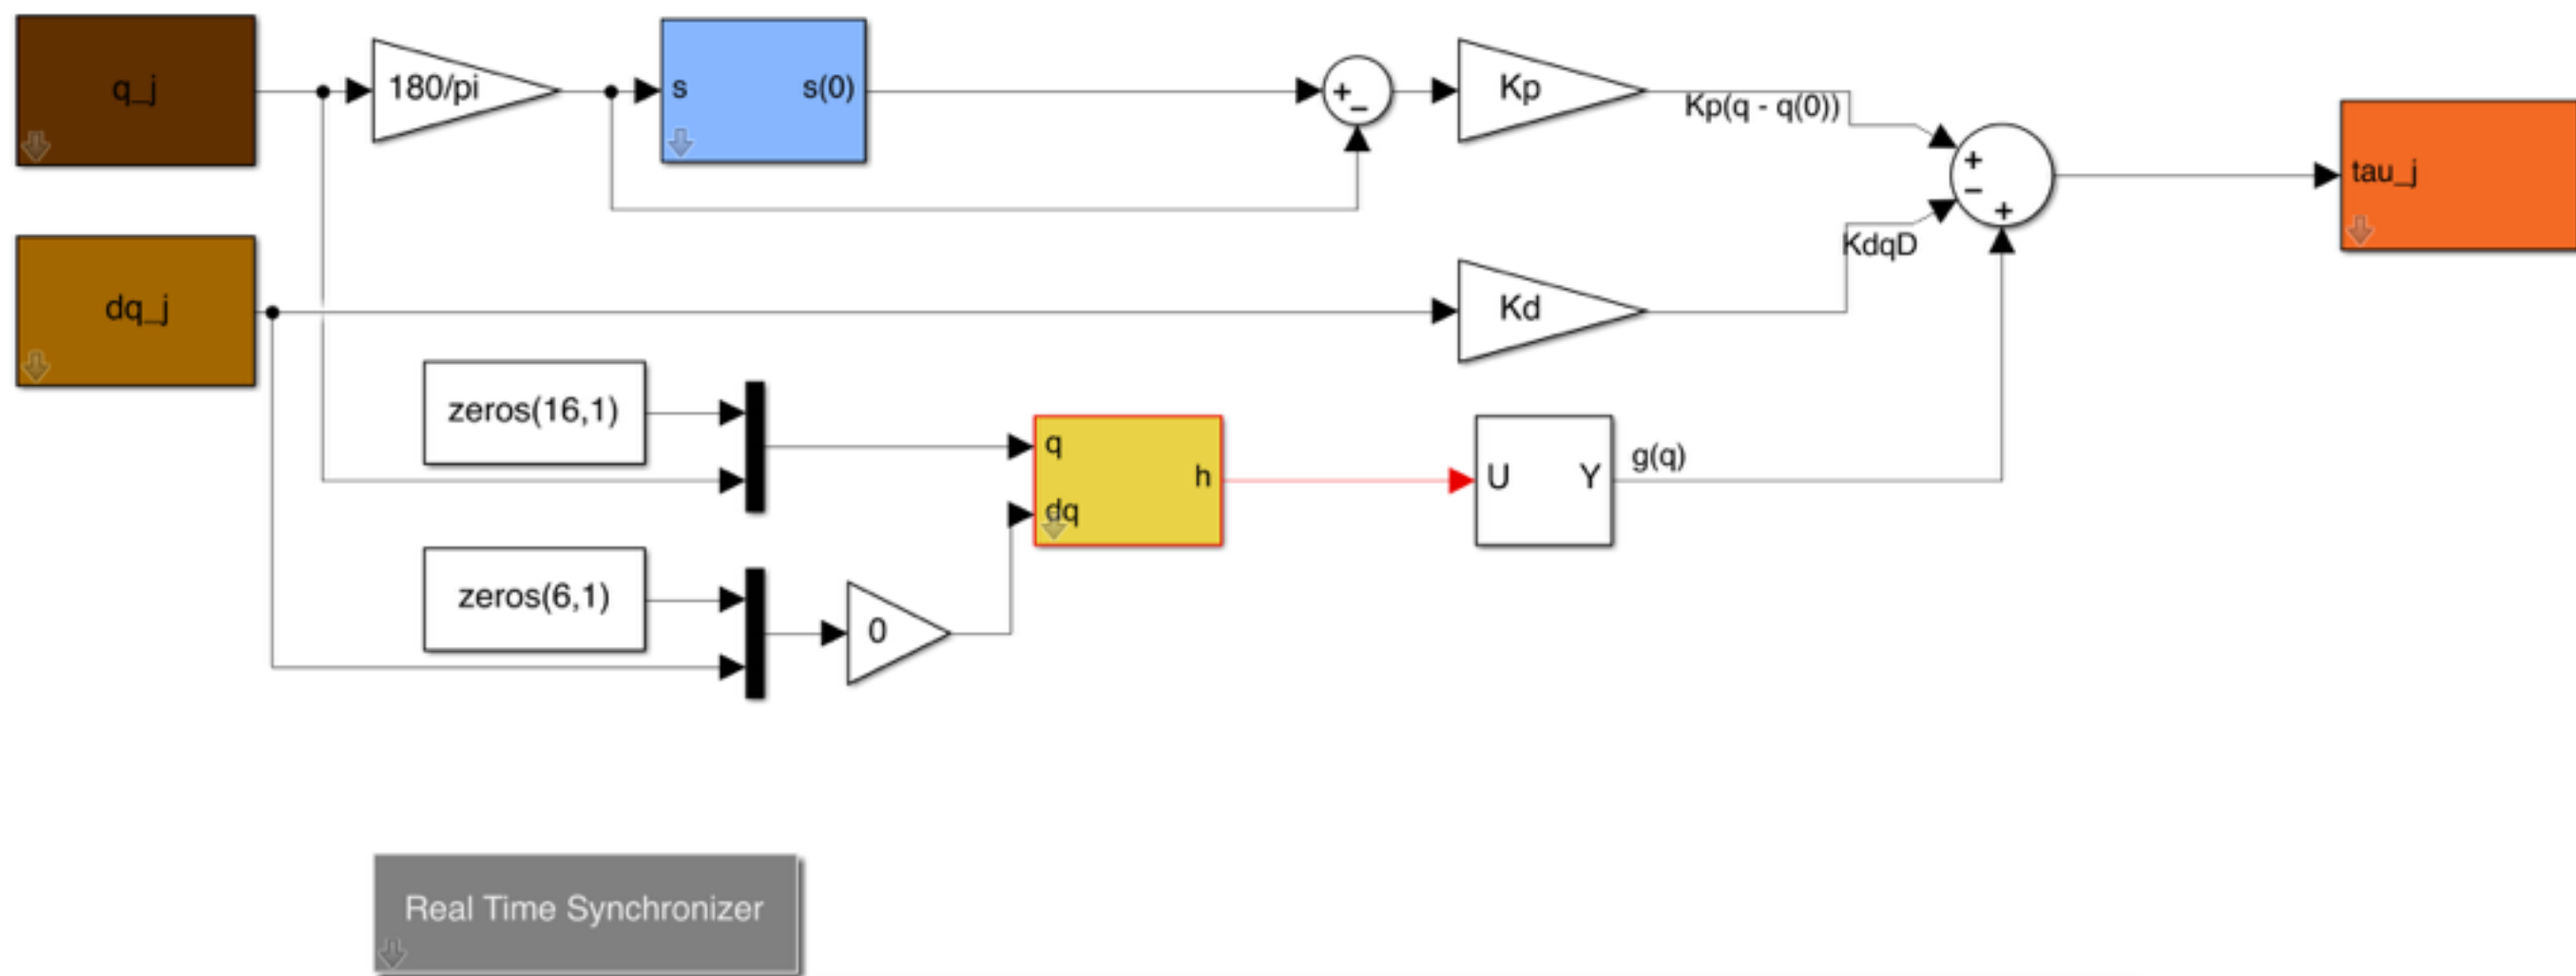 q_j
180/pi
s
s(0)
+
−
Kp
Kp(q - q(0))
+
−
+
tau_j
dq_j
Kd
KdqD
zeros(16,1)
q
dq
h
U
Y
g(q)
zeros(6,1)
0
Real Time Synchronizer